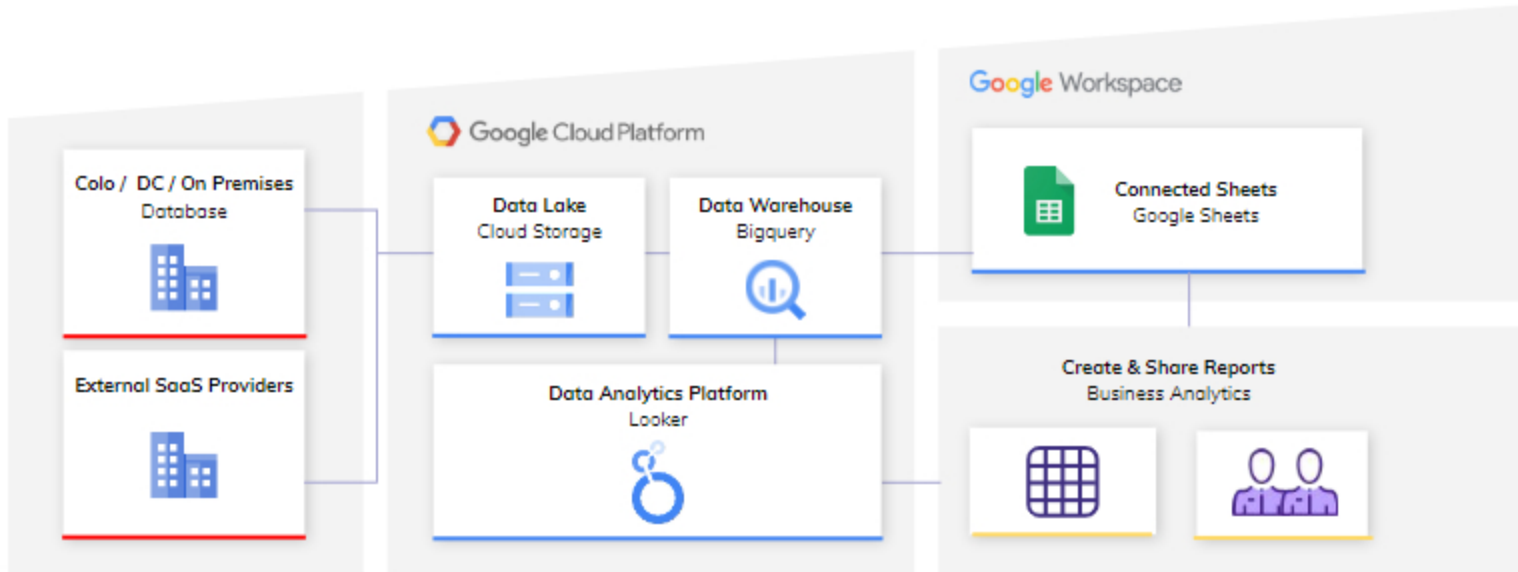 Colo / DC / On Premises
Database
External SaaS Providers
Google Cloud Platform
Data Lake
Cloud Storage
Data Warehouse
Bigquery
Data Analytics Platform
Looker
Google Workspace
Connected Sheets
Google Sheets
Create & Share Reports
Business Analytics